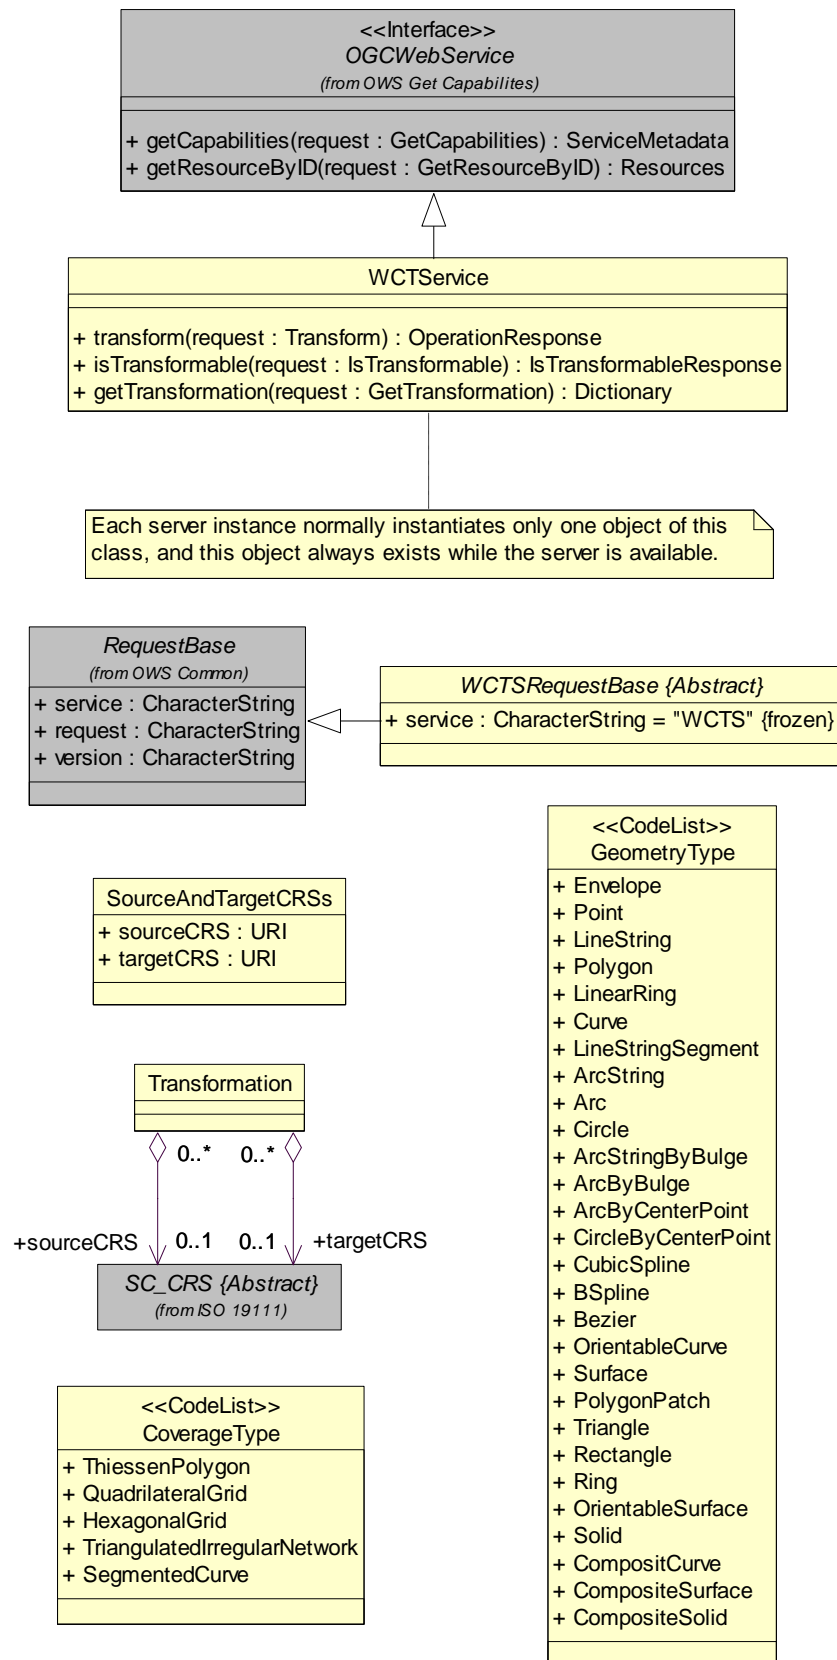 <<Interface>>
OGCWebService
(from OWS Get Capabilites)
+ getCapabilities(request : GetCapabilities) : ServiceMetadata
+ getResourceByID(request : GetResourceByID) : Resources
WCTService
+ transform(request : Transform) : OperationResponse
+ isTransformable(request : IsTransformable) : IsTransformableResponse
+ getTransformation(request : GetTransformation) : Dictionary
Each server instance normally instantiates only one object of this
class, and this object always exists while the server is available.
RequestBase
(from OWS Common)
+ service : CharacterString
+ request : CharacterString
+ version : CharacterString
WCTSRequestBase {Abstract}
+ service : CharacterString = "WCTS" {frozen}
SourceAndTargetCRSs
+ sourceCRS : URI
+ targetCRS : URI
Transformation
0..* 0..*
+sourceCRS 0..1 0..1 +targetCRS
SC_CRS {Abstract}
(from ISO 19111)
<<CodeList>>
CoverageType
+ ThiessenPolygon
+ QuadrilateralGrid
+ HexagonalGrid
+ TriangulatedIrregularNetwork
+ SegmentedCurve
<<CodeList>>
GeometryType
+ Envelope
+ Point
+ LineString
+ Polygon
+ LinearRing
+ Curve
+ LineStringSegment
+ ArcString
+ Arc
+ Circle
+ ArcStringByBulge
+ ArcByBulge
+ ArcByCenterPoint
+ CircleByCenterPoint
+ CubicSpline
+ BSpline
+ Bezier
+ OrientableCurve
+ Surface
+ PolygonPatch
+ Triangle
+ Rectangle
+ Ring
+ OrientableSurface
+ Solid
+ CompositCurve
+ CompositeSurface
+ CompositeSolid